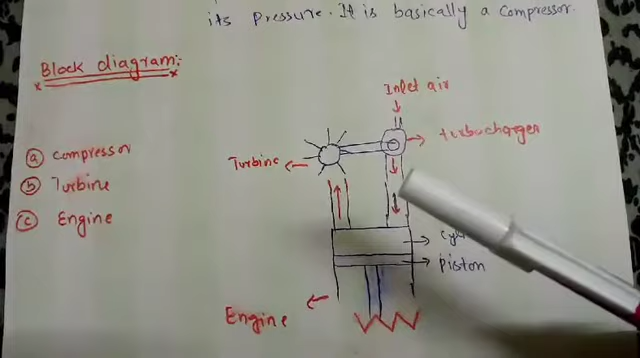 its Pressure. It is basically a Compressor.
Block diagram:
(a) Compressor
(b) Turbine
(c) Engine
Inlet air
turbocharger
Turbine
piston
Engine